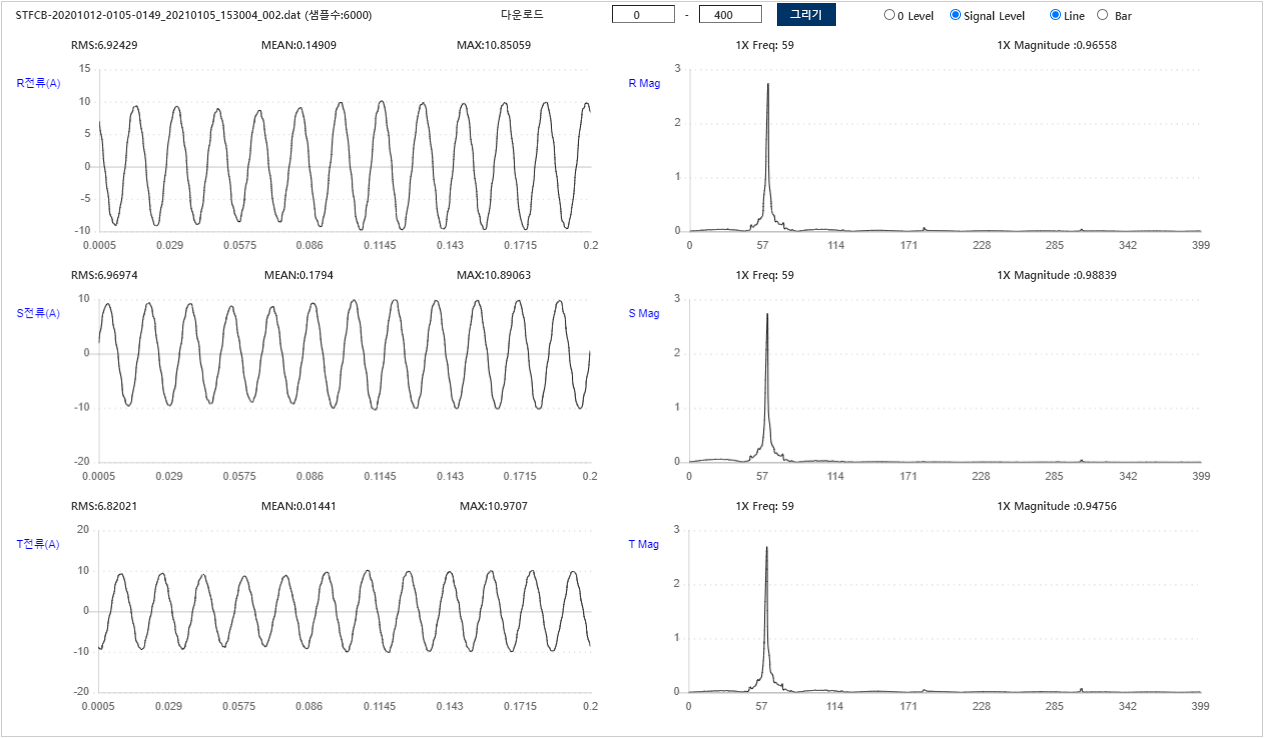 STFCB-20201012-0105-0149_20210105_153004_002.dat (샘플수:6000) 다운로드 0 - 400 그리기 0 Level Signal Level Line Bar
RMS:6.92429 MEAN:0.14909 MAX:10.85059 1X Freq: 59 1X Magnitude :0.96558
R전류(A)
15
10
5
0
-5
-10
0.0005 0.029 0.0575 0.086 0.1145 0.143 0.1715 0.2
R Mag
3
2
1
0
0 57 114 171 228 285 342 399
RMS:6.96974 MEAN:0.1794 MAX:10.89063 1X Freq: 59 1X Magnitude :0.98839
S전류(A)
10
0
-10
-20
0.0005 0.029 0.0575 0.086 0.1145 0.143 0.1715 0.2
S Mag
3
2
1
0
0 57 114 171 228 285 342 399
RMS:6.82021 MEAN:0.01441 MAX:10.9707 1X Freq: 59 1X Magnitude :0.94756
T전류(A)
20
10
0
-10
-20
0.0005 0.029 0.0575 0.086 0.1145 0.143 0.1715 0.2
T Mag
3
2
1
0
0 57 114 171 228 285 342 399